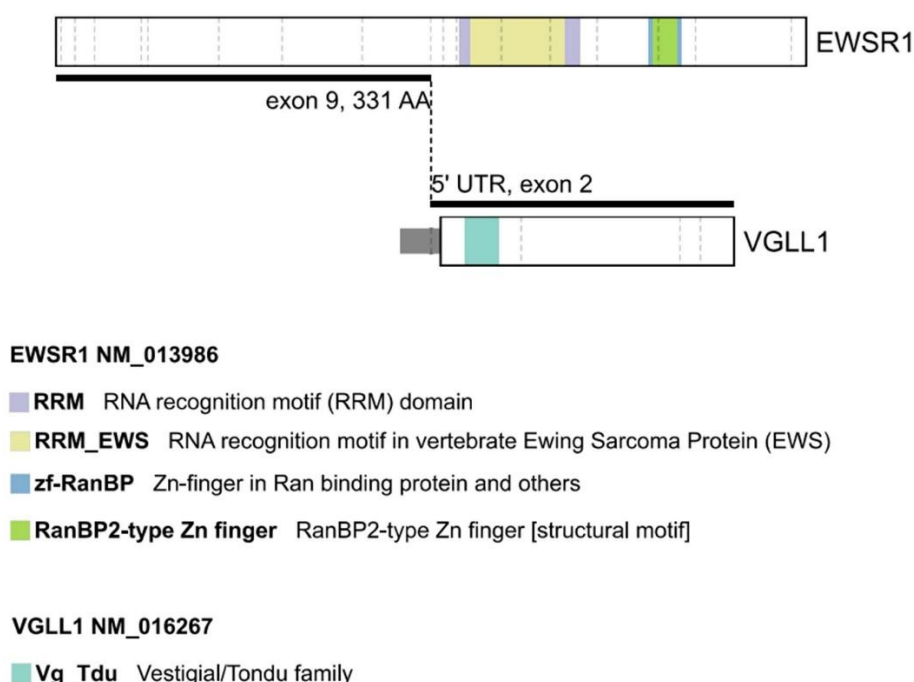 EWSR1
exon 9, 331 AA
5' UTR, exon 2
VGLL1
EWSR1 NM_013986
RRM RNA recognition motif (RRM) domain
RRM_EWS RNA recognition motif in vertebrate Ewing Sarcoma Protein (EWS)
zf-RanBP Zn-finger in Ran binding protein and others
RanBP2-type Zn finger RanBP2-type Zn finger [structural motif]
VGLL1 NM_016267
Vg_Tdu Vestigial/Tondu family